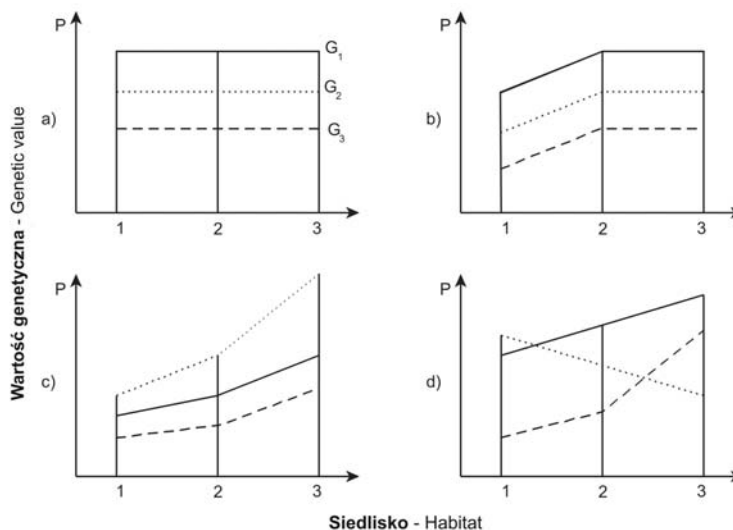 P
G1
G2
G3
a)
1 2 3
P
b)
1 2 3
Wartość genetyczna - Genetic value
P
c)
1 2 3
P
d)
1 2 3
Siedlisko - Habitat